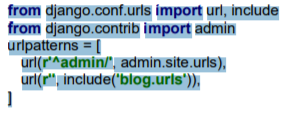 from django.conf.urls import url, include
from django.contrib import admin
urlpatterns = [
url(r'^admin/', admin.site.urls),
url(r'', include('blog.urls')),
]